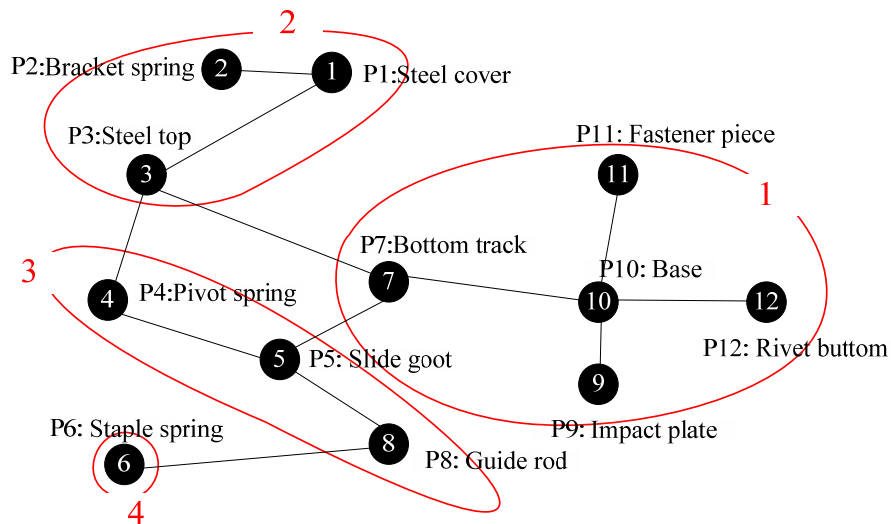 2
P2:Bracket spring
2
1
P1:Steel cover
P3:Steel top
3
P11: Fastener piece
11
1
P7:Bottom track
3
7
P10: Base
10
12
4
P4:Pivot spring
P12: Rivet buttom
5
P5: Slide goot
9
P9: Impact plate
P6: Staple spring
6
8
P8: Guide rod
4